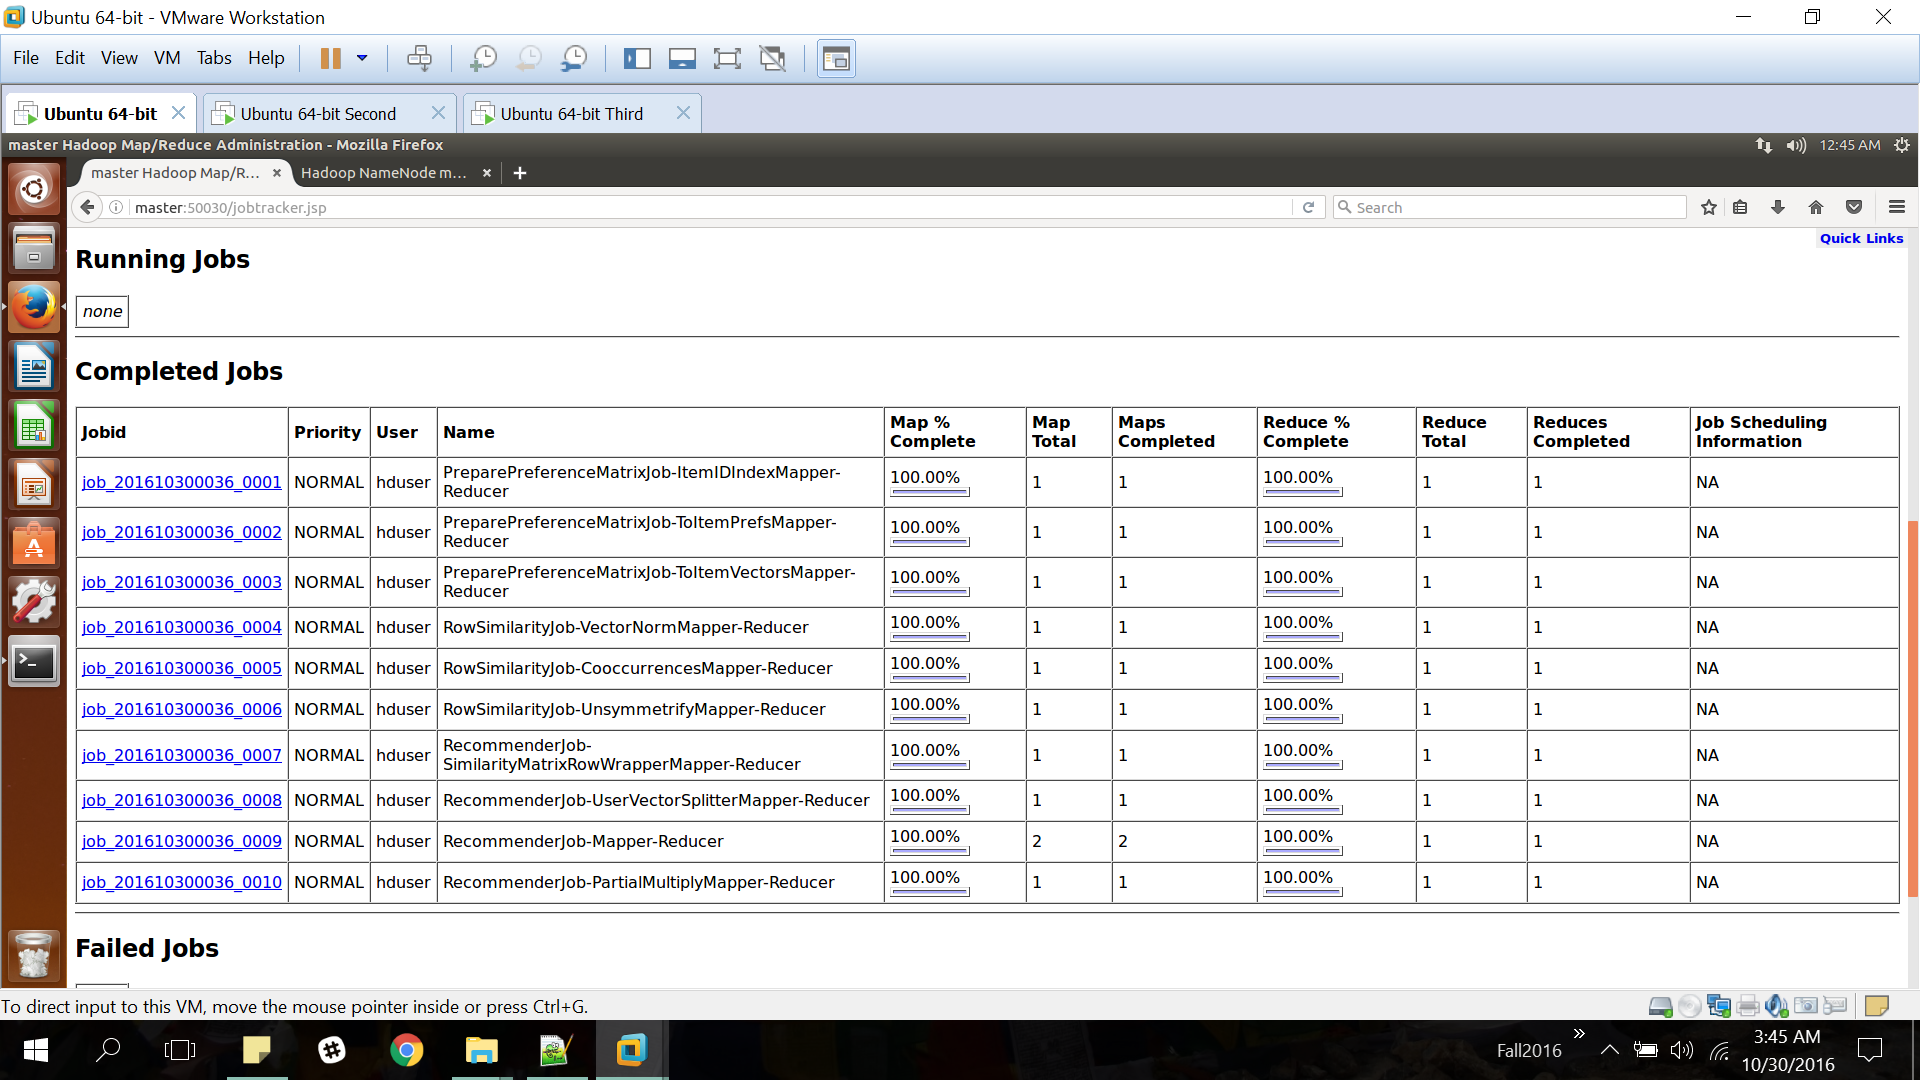 Ubuntu 64-bit - VMware Workstation
File Edit View VM Tabs Help
Ubuntu 64-bit
Ubuntu 64-bit Second
Ubuntu 64-bit Third
master Hadoop Map/Reduce Administration - Mozilla Firefox
12:45 AM
master Hadoop Map/R...
Hadoop NameNode m...
master:50030/jobtracker.jsp
Search
Quick Links
Running Jobs
none
Completed Jobs
Jobid Priority User Name Map % Complete Map Total Maps Completed Reduce % Complete Reduce Total Reduces Completed Job Scheduling Information
job_201610300036_0001 NORMAL hduser PreparePreferenceMatrixJob-ItemIDIndexMapper-Reducer 100.00% 1 1 100.00% 1 1 NA
job_201610300036_0002 NORMAL hduser PreparePreferenceMatrixJob-ToItemPrefsMapper-Reducer 100.00% 1 1 100.00% 1 1 NA
job_201610300036_0003 NORMAL hduser PreparePreferenceMatrixJob-ToItemVectorsMapper-Reducer 100.00% 1 1 100.00% 1 1 NA
job_201610300036_0004 NORMAL hduser RowSimilarityJob-VectorNormMapper-Reducer 100.00% 1 1 100.00% 1 1 NA
job_201610300036_0005 NORMAL hduser RowSimilarityJob-CooccurrencesMapper-Reducer 100.00% 1 1 100.00% 1 1 NA
job_201610300036_0006 NORMAL hduser RowSimilarityJob-UnsymmetrifyMapper-Reducer 100.00% 1 1 100.00% 1 1 NA
job_201610300036_0007 NORMAL hduser RecommenderJob-SimilarityMatrixRowWrapperMapper-Reducer 100.00% 1 1 100.00% 1 1 NA
job_201610300036_0008 NORMAL hduser RecommenderJob-UserVectorSplitterMapper-Reducer 100.00% 1 1 100.00% 1 1 NA
job_201610300036_0009 NORMAL hduser RecommenderJob-Mapper-Reducer 100.00% 2 2 100.00% 1 1 NA
job_201610300036_0010 NORMAL hduser RecommenderJob-PartialMultiplyMapper-Reducer 100.00% 1 1 100.00% 1 1 NA
Failed Jobs
To direct input to this VM, move the mouse pointer inside or press Ctrl+G.
Fall2016
3:45 AM
10/30/2016